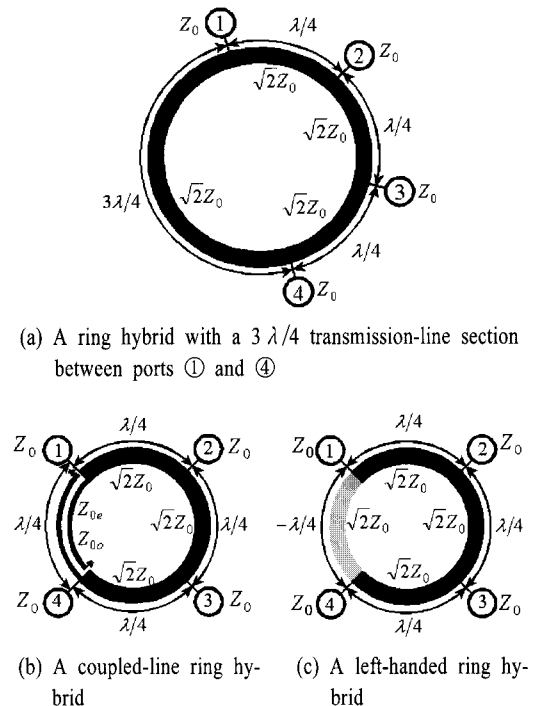 Z₀ ① λ/4
② Z₀
√2Z₀
√2Z₀
λ/4
3λ/4 √2Z₀ √2Z₀ ③ Z₀
λ/4
④ Z₀
(a) A ring hybrid with a 3 λ/4 transmission-line section
between ports ① and ④
λ/4
Z₀ ① ② Z₀
√2Z₀
Z₀ₑ
λ/4 √2Z₀ λ/4
Z₀ₒ
√2Z₀
Z₀ ④ ③ Z₀
λ/4
(b) A coupled-line ring hy-
brid
λ/4
Z₀ ① ② Z₀
√2Z₀
-λ/4 √2Z₀ √2Z₀ λ/4
√2Z₀
Z₀ ④ ③ Z₀
λ/4
(c) A left-handed ring hy-
brid